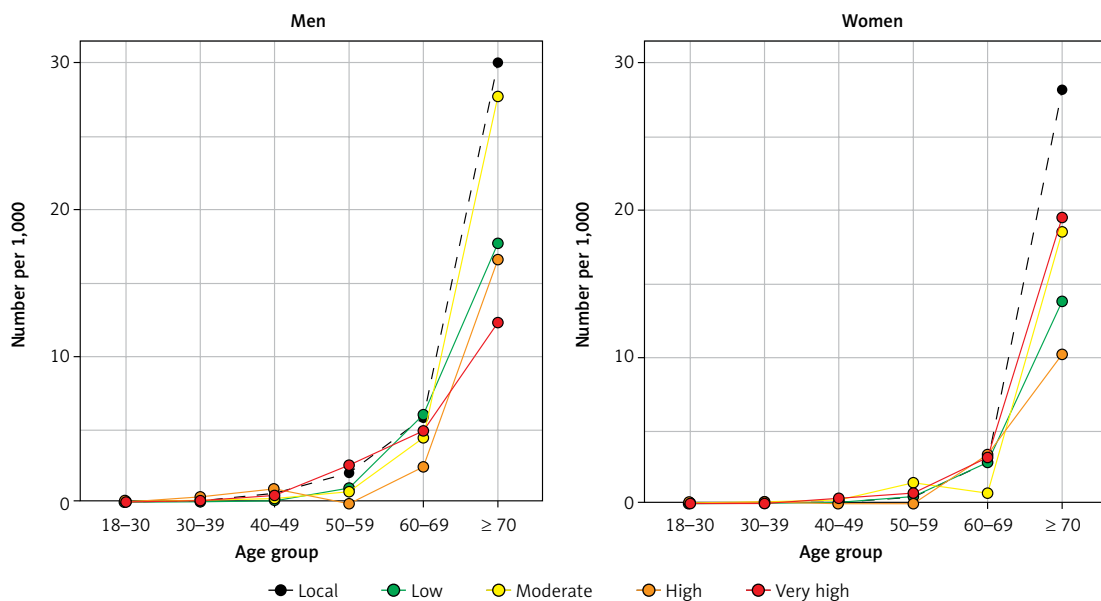 Men
Number per 1,000
30
20
10
0
18–30 30–39 40–49 50–59 60–69 ≥ 70
Age group
Women
Number per 1,000
30
20
10
0
18–30 30–39 40–49 50–59 60–69 ≥ 70
Age group
Local Low Moderate High Very high